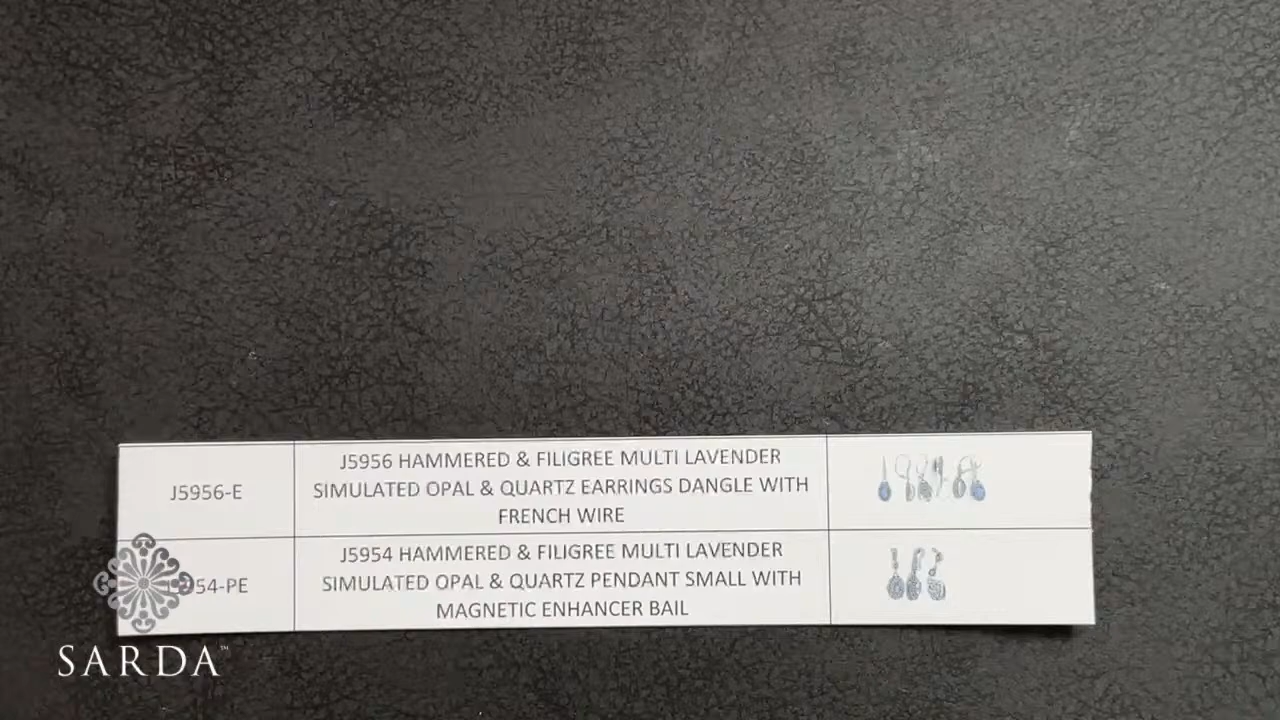 J5956-E
J5956 HAMMERED & FILIGREE MULTI LAVENDER
SIMULATED OPAL & QUARTZ EARRINGS DANGLE WITH
FRENCH WIRE
54-PE
J5954 HAMMERED & FILIGREE MULTI LAVENDER
SIMULATED OPAL & QUARTZ PENDANT SMALL WITH
MAGNETIC ENHANCER BAIL
SARDA™